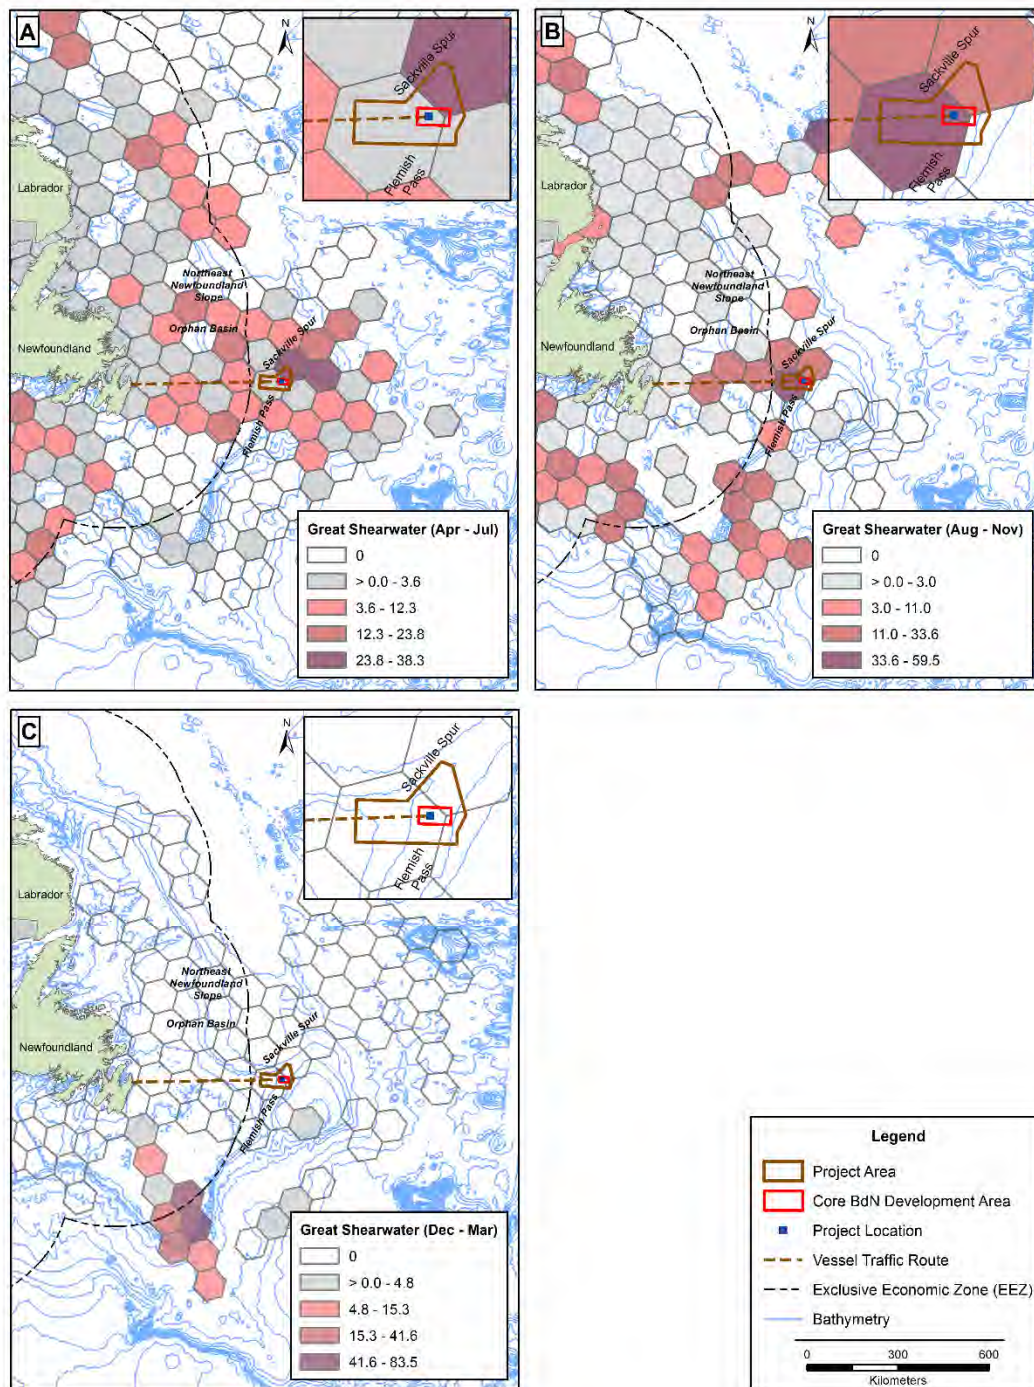 A
N
Sackville Spur
Flemish
Pass
Labrador
Northeast
Newfoundland
Slope
Orphan Basin
Sackville Spur
Newfoundland
Flemish Pass
Great Shearwater (Apr - Jul)
0
> 0.0 - 3.6
3.6 - 12.3
12.3 - 23.8
23.8 - 38.3
B
N
Sackville Spur
Flemish
Pass
Labrador
Northeast
Newfoundland
Slope
Orphan Basin
Sackville Spur
Newfoundland
Flemish Pass
Great Shearwater (Aug - Nov)
0
> 0.0 - 3.0
3.0 - 11.0
11.0 - 33.6
33.6 - 59.5
C
N
Sackville Spur
Flemish
Pass
Labrador
Northeast
Newfoundland
Slope
Orphan Basin
Sackville Spur
Newfoundland
Flemish Pass
Great Shearwater (Dec - Mar)
0
> 0.0 - 4.8
4.8 - 15.3
15.3 - 41.6
41.6 - 83.5
Legend
Project Area
Core BdN Development Area
Project Location
Vessel Traffic Route
Exclusive Economic Zone (EEZ)
Bathymetry
0 300 600
Kilometers